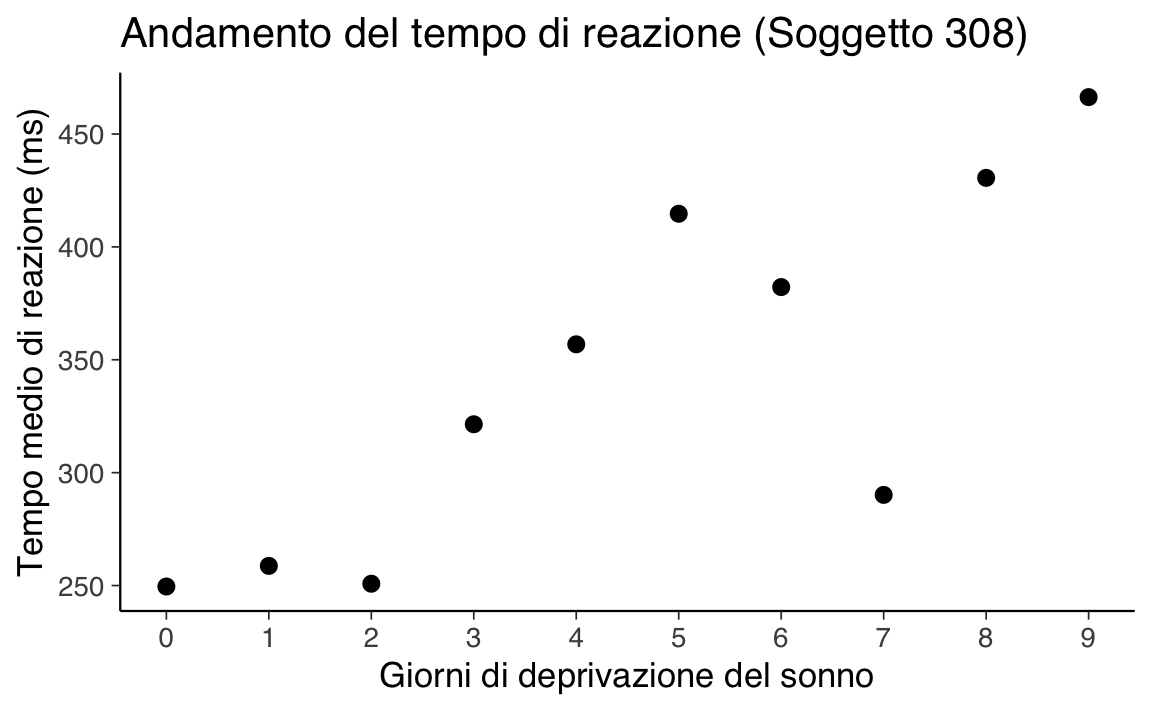 Andamento del tempo di reazione (Soggetto 308)
Tempo medio di reazione (ms)
450
400
350
300
250
0 1 2 3 4 5 6 7 8 9
Giorni di deprivazione del sonno